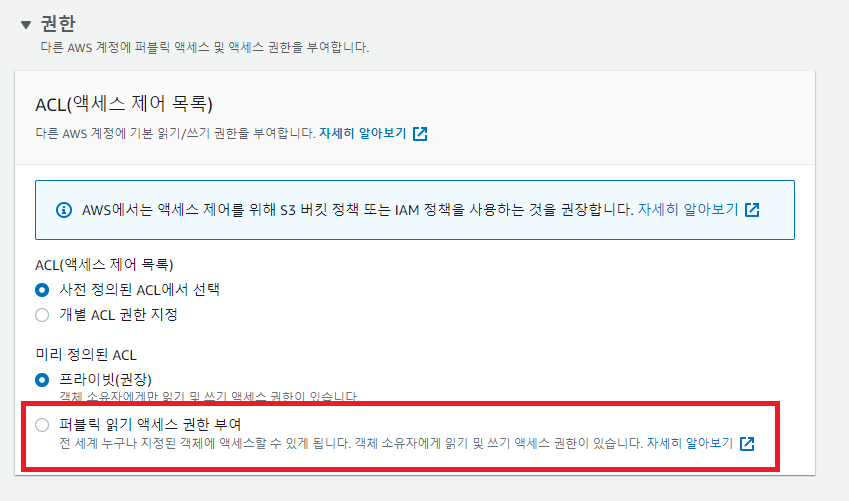 권한
다른 AWS 계정에 퍼블릭 액세스 및 액세스 권한을 부여합니다.
ACL(액세스 제어 목록)
다른 AWS 계정에 기본 읽기/쓰기 권한을 부여합니다. 자세히 알아보기
AWS에서는 액세스 제어를 위해 S3 버킷 정책 또는 IAM 정책을 사용하는 것을 권장합니다. 자세히 알아보기
ACL(액세스 제어 목록)
사전 정의된 ACL에서 선택
개별 ACL 권한 지정
미리 정의된 ACL
프라이빗(권장)
객체 소유자에게만 읽기 및 쓰기 액세스 권한이 있습니다.
퍼블릭 읽기 액세스 권한 부여
전 세계 누구나 지정된 객체에 액세스할 수 있게 됩니다. 객체 소유자에게 읽기 및 쓰기 액세스 권한이 있습니다. 자세히 알아보기